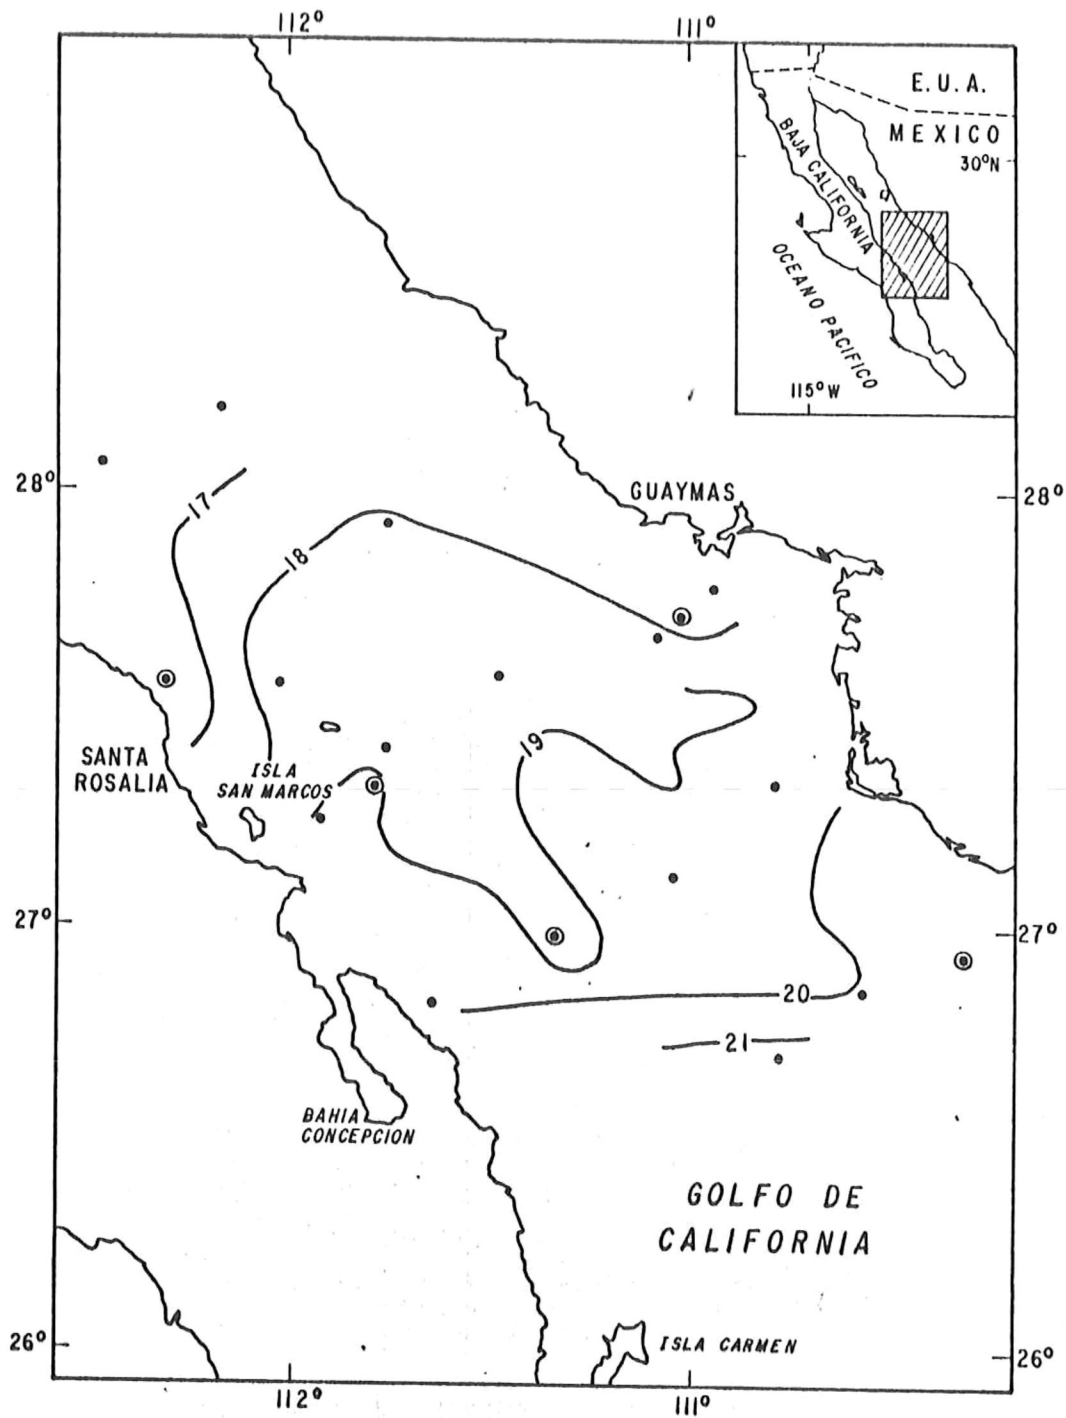 112°
111°
E. U. A.
MEXICO
30°N
BAJA CALIFORNIA
OCEANO PACIFICO
115°W
28°
28°
GUAYMAS
17
18
19
SANTA
ROSALIA
ISLA
SAN MARCOS
27°
27°
20
21
BAHIA
CONCEPCION
GOLFO DE
CALIFORNIA
26°
ISLA CARMEN
26°
112°
111°